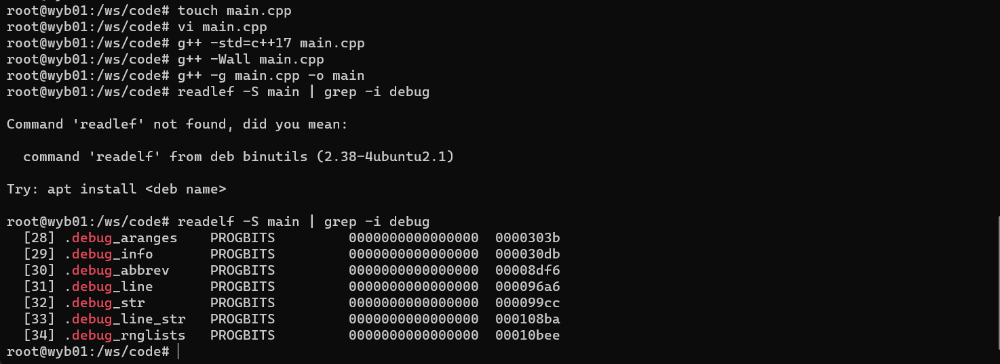 root@wyb01:/ws/code# touch main.cpp
root@wyb01:/ws/code# vi main.cpp
root@wyb01:/ws/code# g++ -std=c++17 main.cpp
root@wyb01:/ws/code# g++ -Wall main.cpp
root@wyb01:/ws/code# g++ -g main.cpp -o main
root@wyb01:/ws/code# readlef -S main | grep -i debug
Command 'readlef' not found, did you mean:
  command 'readelf' from deb binutils (2.38-4ubuntu2.1)
Try: apt install <deb name>
root@wyb01:/ws/code# readelf -S main | grep -i debug
  [28] .debug_aranges    PROGBITS         0000000000000000  0000303b
  [29] .debug_info       PROGBITS         0000000000000000  000030db
  [30] .debug_abbrev     PROGBITS         0000000000000000  00008df6
  [31] .debug_line       PROGBITS         0000000000000000  000096a6
  [32] .debug_str        PROGBITS         0000000000000000  000099cc
  [33] .debug_line_str   PROGBITS         0000000000000000  000108ba
  [34] .debug_rnglists   PROGBITS         0000000000000000  00010bee
root@wyb01:/ws/code#